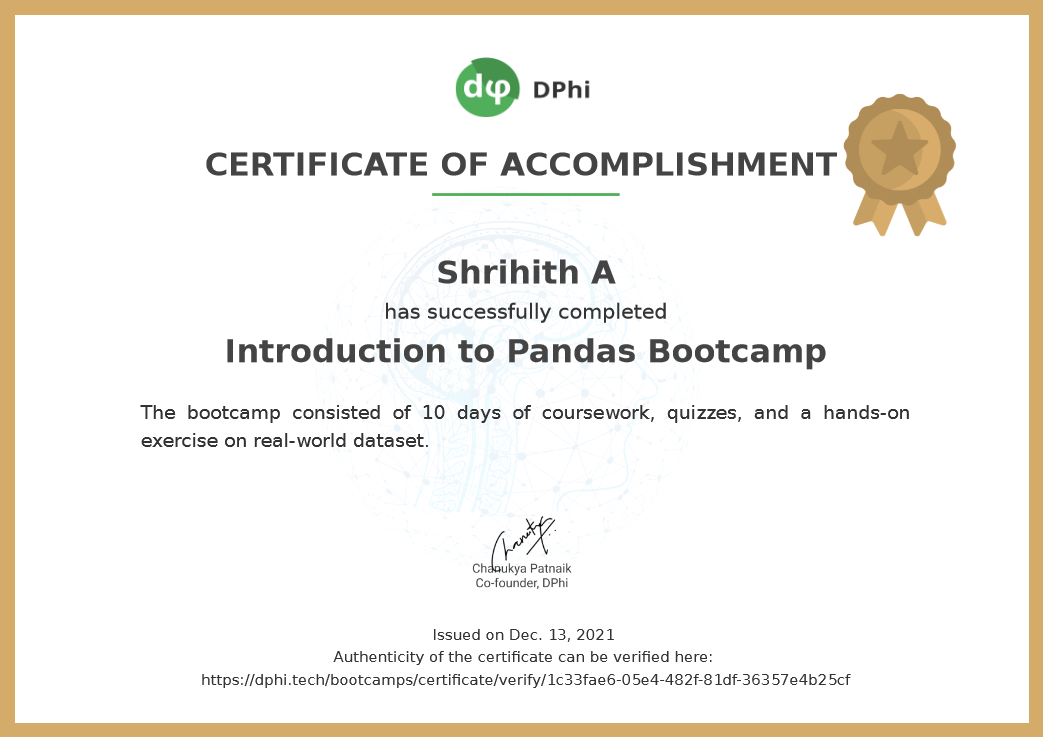 dφ DPhi
CERTIFICATE OF ACCOMPLISHMENT
Shrihith A
has successfully completed
Introduction to Pandas Bootcamp
The bootcamp consisted of 10 days of coursework, quizzes, and a hands-on
exercise on real-world dataset.
Chanukya Patnaik
Co-founder, DPhi
Issued on Dec. 13, 2021
Authenticity of the certificate can be verified here:
https://dphi.tech/bootcamps/certificate/verify/1c33fae6-05e4-482f-81df-36357e4b25cf